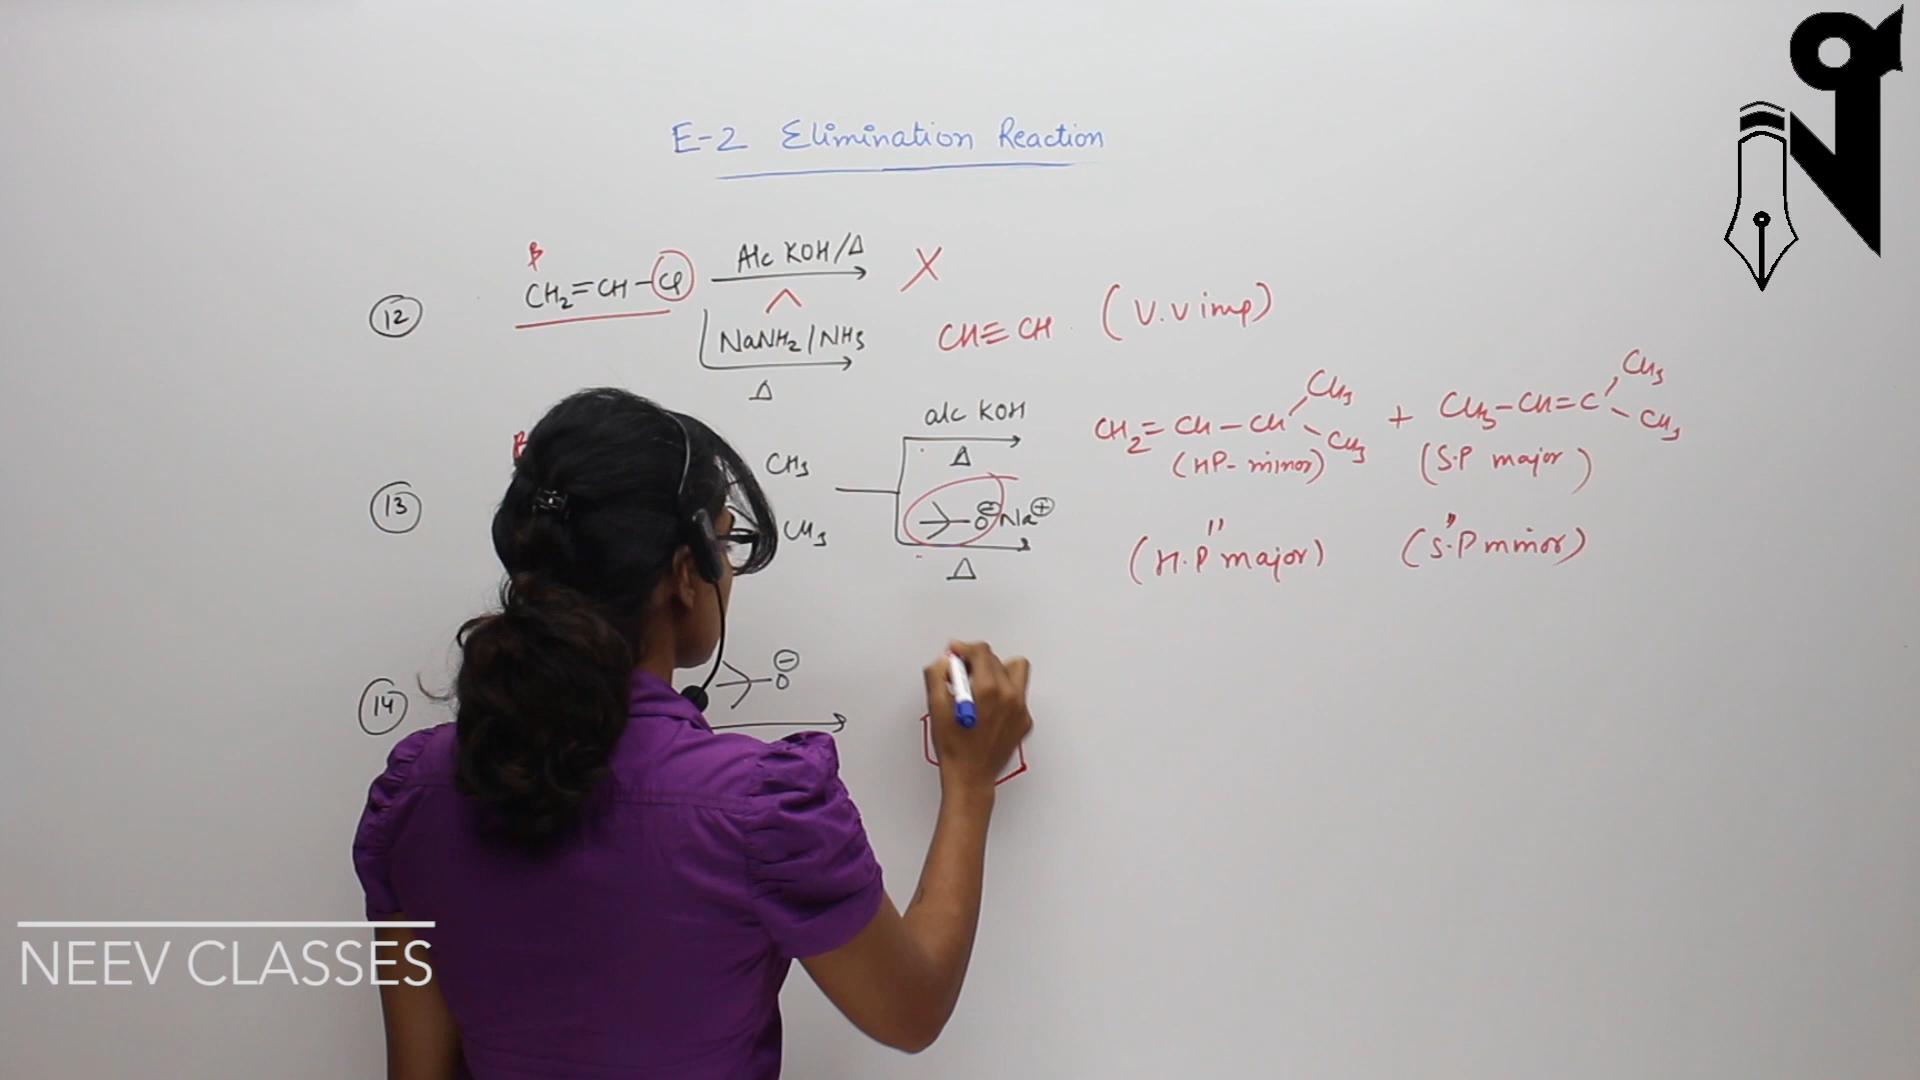 E-2 Elimination Reaction
12
β
CH₂=CH-Cl
Alc KOH/Δ
X
NaNH₂/NH₃
Δ
CH≡CH
(V.V imp)
13
CH₃
CH₃
alc KOH
Δ
O⊖Na⊕
Δ
CH₂=CH-CH
CH₃
CH₃
(HP-minor)
+
CH₃-CH=C
CH₃
CH₃
(S.P major)
"
(H.P major)
"
(S.P minor)
14
O⊖
NEEV CLASSES